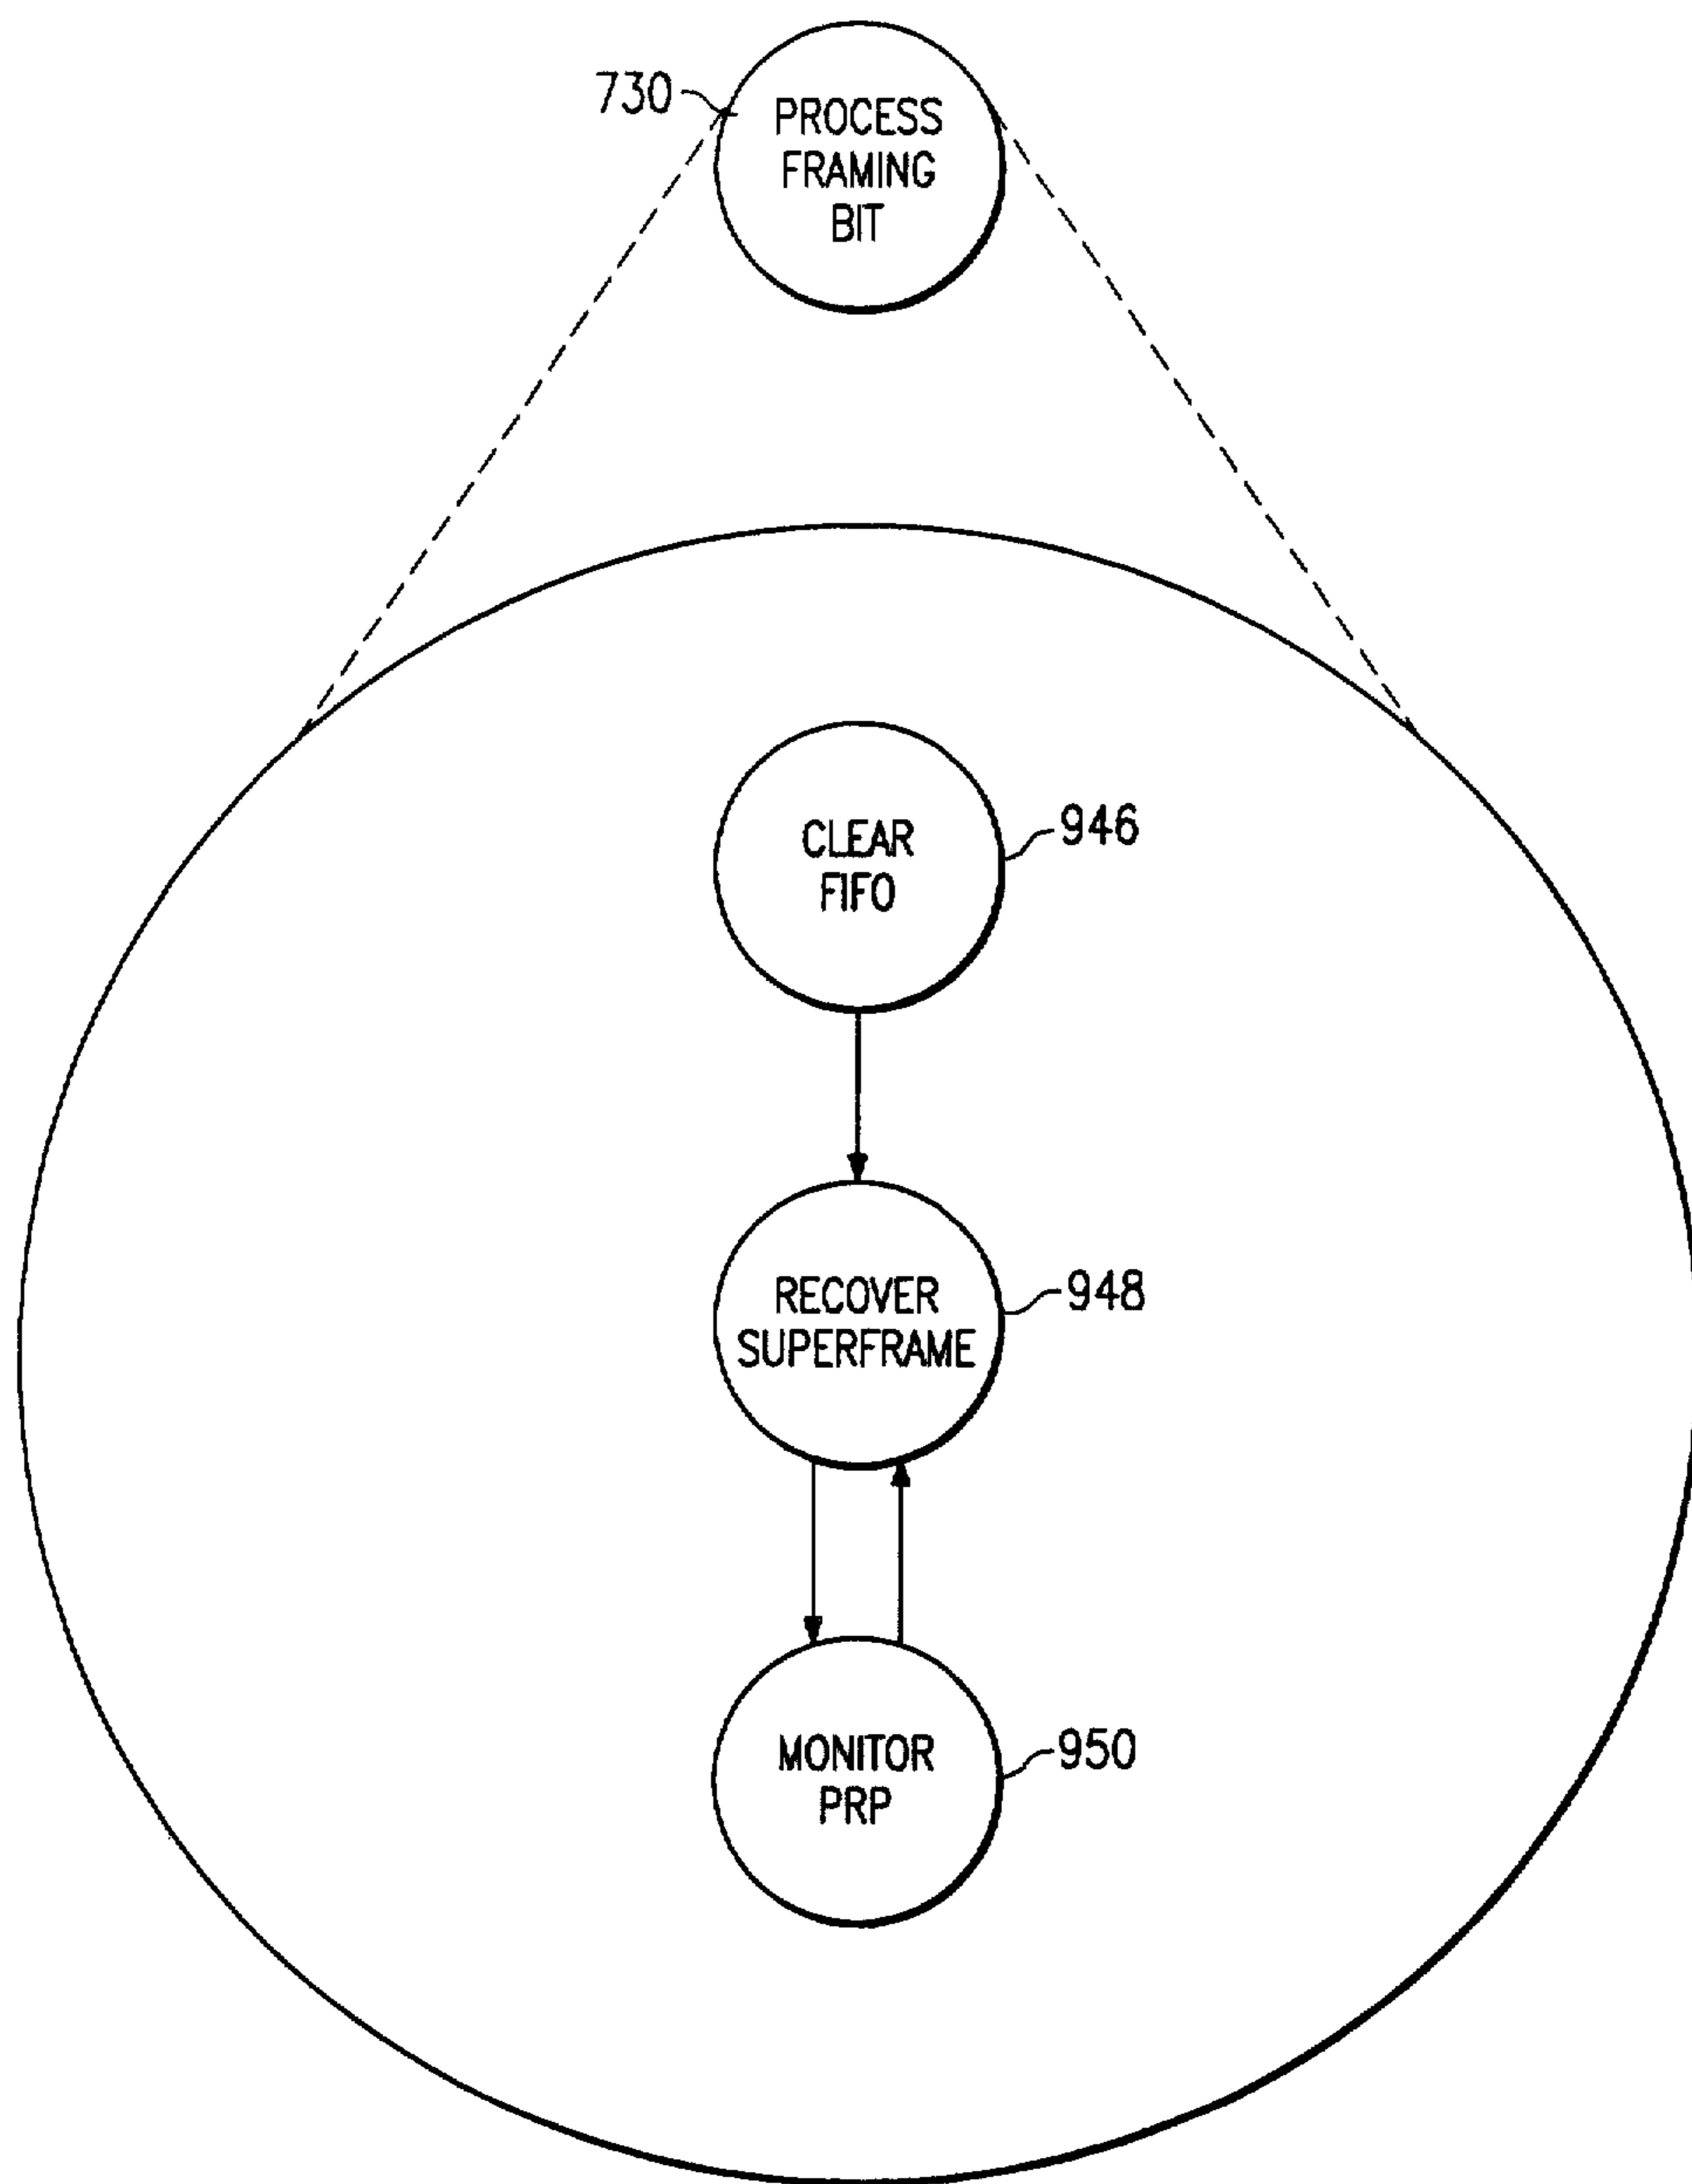 730
PROCESS
FRAMING
BIT
CLEAR
FIFO
946
RECOVER
SUPERFRAME
948
MONITOR
PRP
950